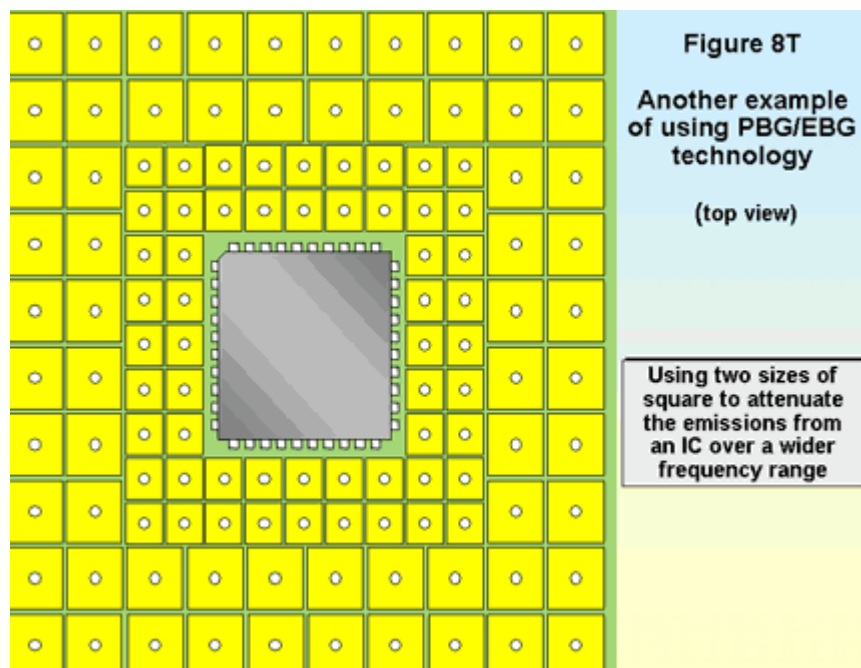 Figure 8T
Another example
of using PBG/EBG
technology
(top view)
Using two sizes of
square to attenuate
the emissions from
an IC over a wider
frequency range